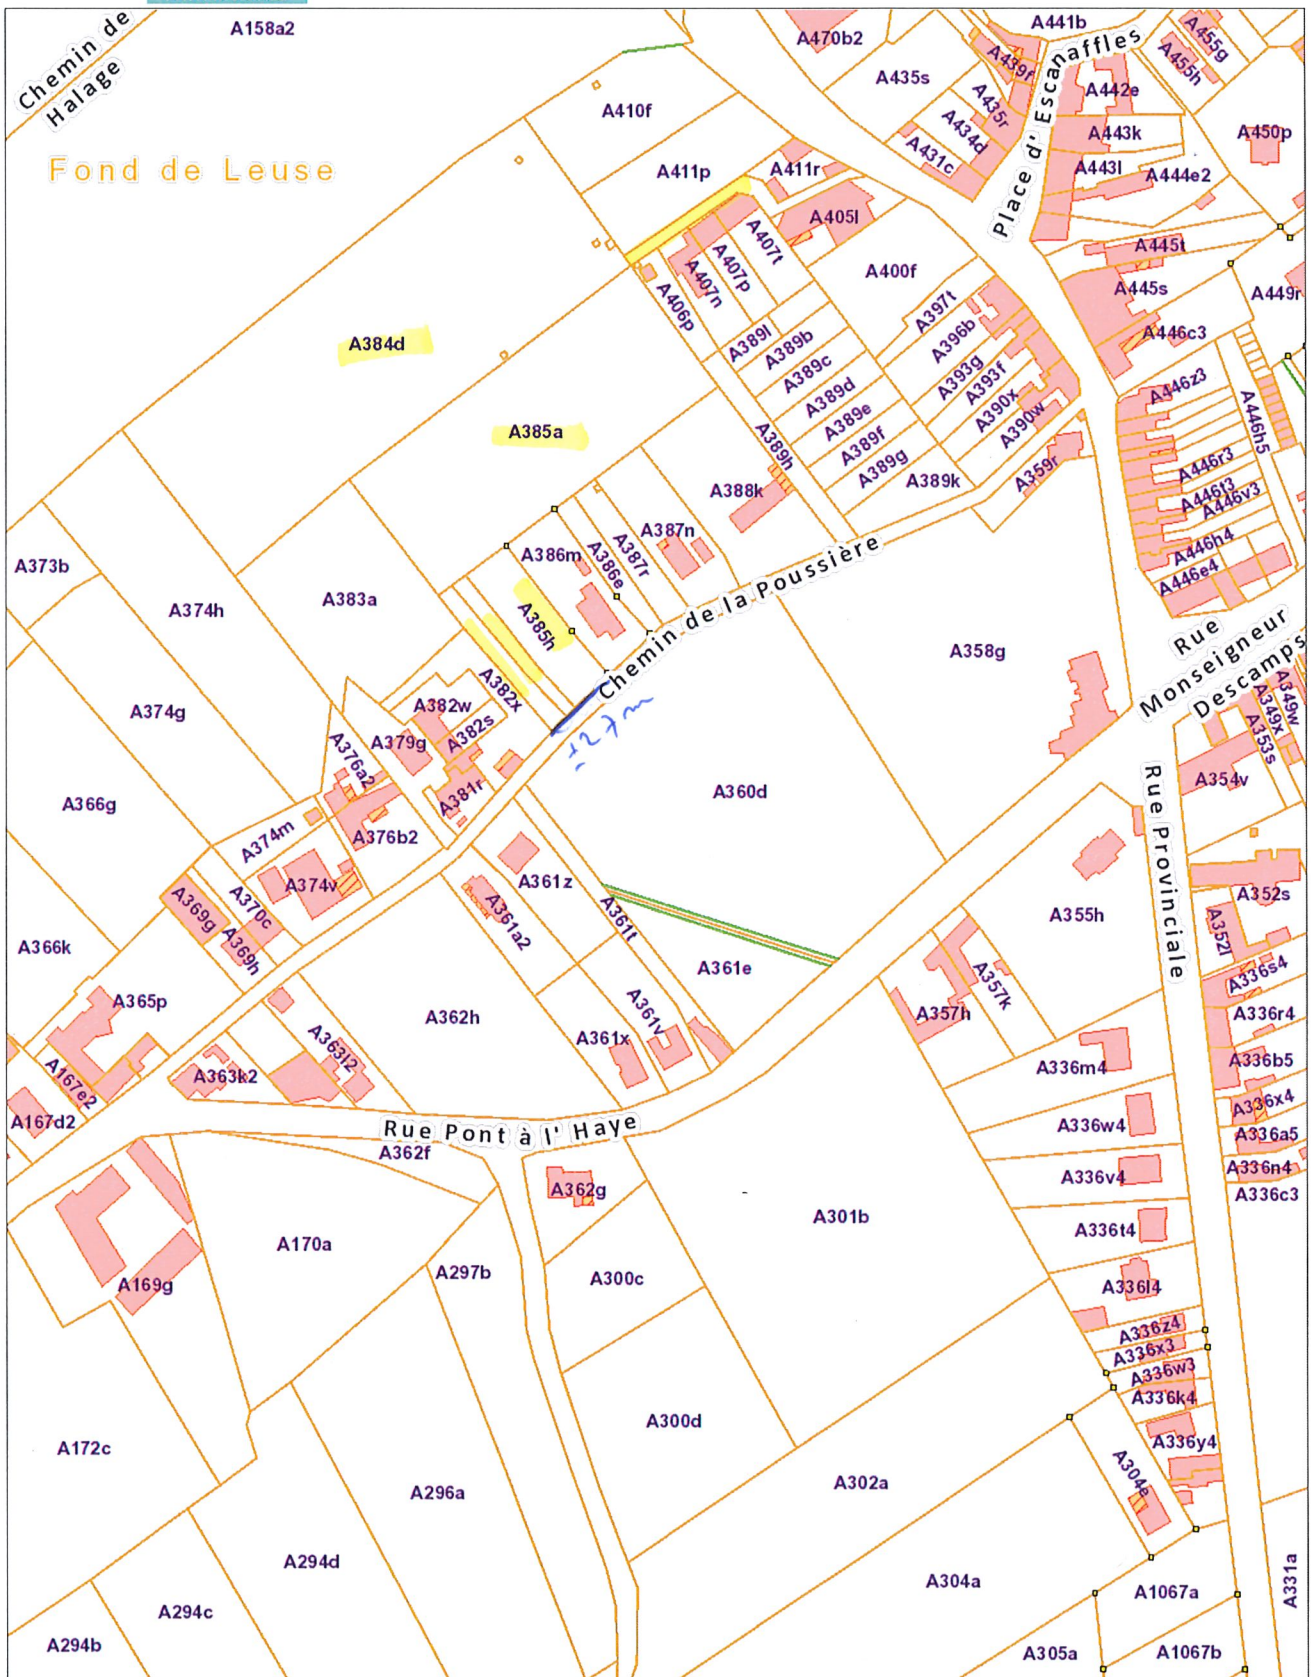 Chemin de
Halage
A158a2
Fond de Leuse
A470b2
A441b
A455g
A455h
A439f
A435s
A435r
A434d
A431c
Place d'Escanaffles
A442e
A443k
A443l
A444e2
A450p
A410f
A411p
A411r
A405l
A407t
A407p
A407n
A406p
A400f
A445t
A445s
A449r
A446c3
A397t
A396b
A393g
A393f
A390x
A390w
A389l
A389b
A389c
A389d
A389e
A389f
A389g
A389h
A389k
A359r
A446z3
A446h5
A446r3
A446t3
A446v3
A446h4
A446e4
A384d
A385a
A388k
A387n
A387r
A386m
A386e
A385h
A382x
A373b
A374h
A383a
Chemin de la Poussière
±27m
A358g
Rue
Monseigneur
Descamps
A349w
A349x
A353s
A354v
A374g
A382w
A382s
A379g
A376a2
A381r
A376b2
A366g
A374m
A374v
A360d
Rue Provinciale
A361z
A361a2
A361t
A369g
A370c
A369h
A366k
A355h
A352s
A352l
A361e
A336s4
A365p
A362h
A361v
A361x
A357k
A357h
A336r4
A363l2
A363k2
A336m4
A336b5
A167e2
A167d2
A336x4
Rue Pont à l'Haye
A336w4
A336a5
A362f
A336v4
A336n4
A336c3
A362g
A301b
A336t4
A170a
A297b
A300c
A169g
A336l4
A336z4
A336x3
A336w3
A336k4
A172c
A300d
A336y4
A302a
A304e
A296a
A294d
A304a
A1067a
A331a
A294c
A294b
A305a
A1067b